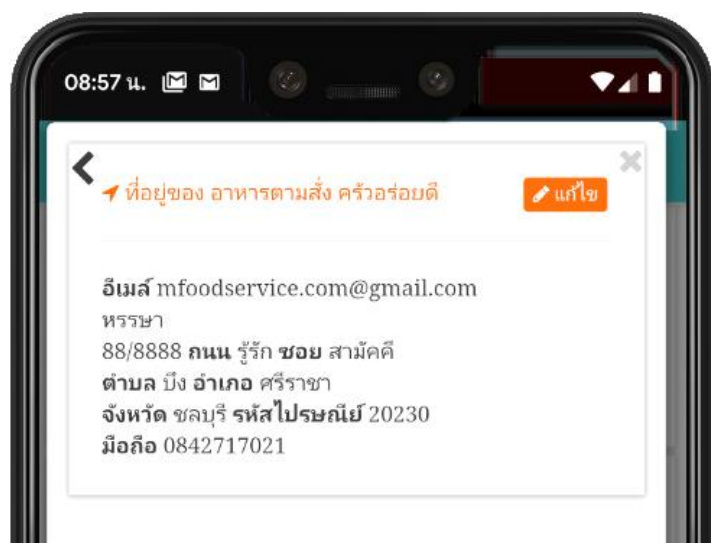 08:57 น.
ที่อยู่ของ อาหารตามสั่ง ครัวอร่อยดี
แก้ไข
อีเมล์ mfoodservice.com@gmail.com
หรรษา
88/8888 ถนน รู้รัก ซอย สามัคคี
ตำบล บึง อำเภอ ศรีราชา
จังหวัด ชลบุรี รหัสไปรษณีย์ 20230
มือถือ 0842717021